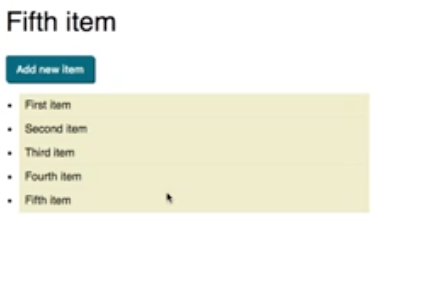 Fifth item
Add new item
First item
Second item
Third item
Fourth item
Fifth item